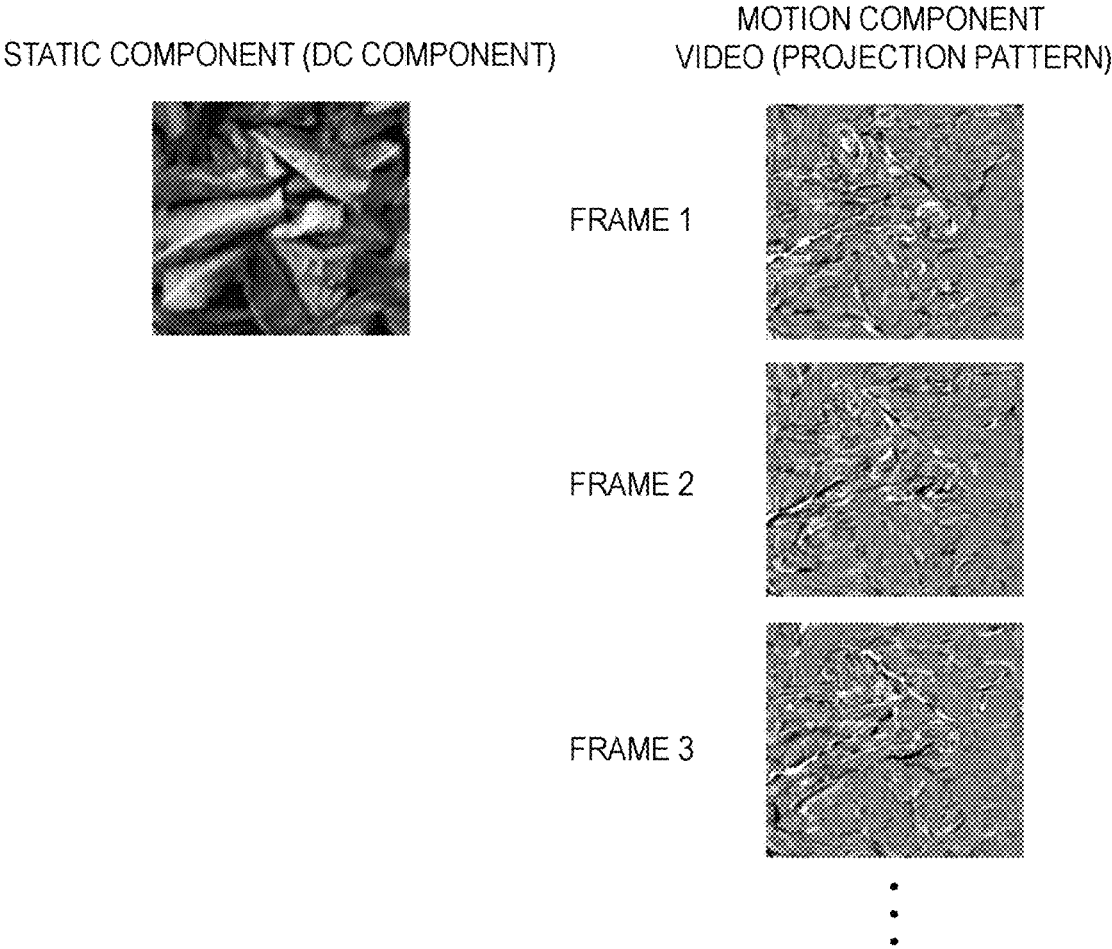 STATIC COMPONENT (DC COMPONENT)
MOTION COMPONENT
VIDEO (PROJECTION PATTERN)
FRAME 1
FRAME 2
FRAME 3